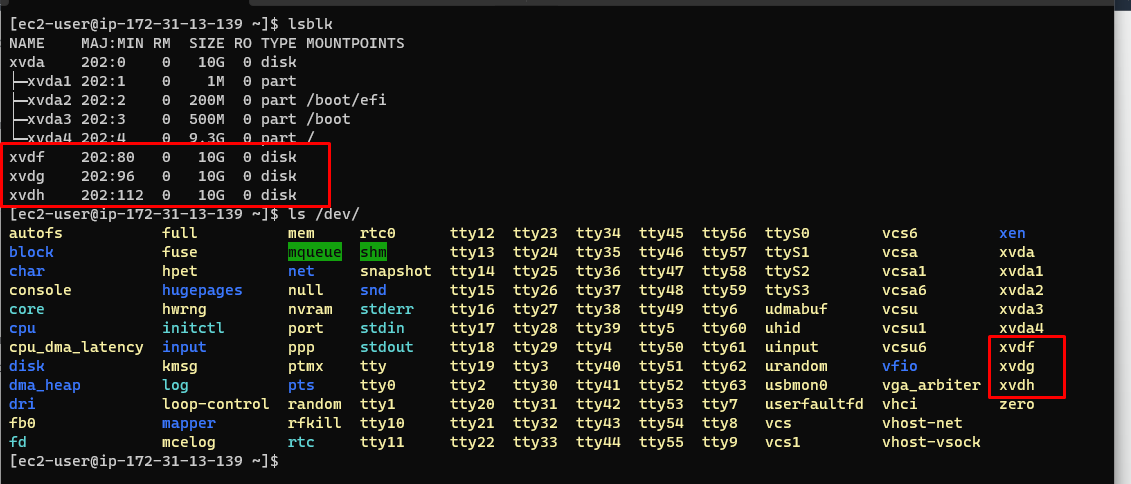 [ec2-user@ip-172-31-13-139 ~]$ lsblk
NAME    MAJ:MIN RM  SIZE RO TYPE MOUNTPOINTS
xvda    202:0    0   10G  0 disk
├─xvda1 202:1    0    1M  0 part
├─xvda2 202:2    0  200M  0 part /boot/efi
├─xvda3 202:3    0  500M  0 part /boot
└─xvda4 202:4    0  9.3G  0 part /
xvdf    202:80   0   10G  0 disk
xvdg    202:96   0   10G  0 disk
xvdh    202:112  0   10G  0 disk
[ec2-user@ip-172-31-13-139 ~]$ ls /dev/
autofs           full          mem       rtc0      tty12  tty23  tty34  tty45  tty56  ttyS0        vcs6         xen
block            fuse          mqueue    shm       tty13  tty24  tty35  tty46  tty57  ttyS1        vcsa         xvda
char             hpet          net       snapshot  tty14  tty25  tty36  tty47  tty58  ttyS2        vcsa1        xvda1
console          hugepages     null      snd       tty15  tty26  tty37  tty48  tty59  ttyS3        vcsa6        xvda2
core             hwrng         nvram     stderr    tty16  tty27  tty38  tty49  tty6   udmabuf      vcsu         xvda3
cpu              initctl       port      stdin     tty17  tty28  tty39  tty5   tty60  uhid         vcsu1        xvda4
cpu_dma_latency  input         ppp       stdout    tty18  tty29  tty4   tty50  tty61  uinput       vcsu6        xvdf
disk             kmsg          ptmx      tty       tty19  tty3   tty40  tty51  tty62  urandom      vfio         xvdg
dma_heap         log           pts       tty0      tty2   tty30  tty41  tty52  tty63  usbmon0      vga_arbiter  xvdh
dri              loop-control  random    tty1      tty20  tty31  tty42  tty53  tty7   userfaultfd  vhci         zero
fb0              mapper        rfkill    tty10     tty21  tty32  tty43  tty54  tty8   vcs          vhost-net
fd               mcelog        rtc       tty11     tty22  tty33  tty44  tty55  tty9   vcs1         vhost-vsock
[ec2-user@ip-172-31-13-139 ~]$